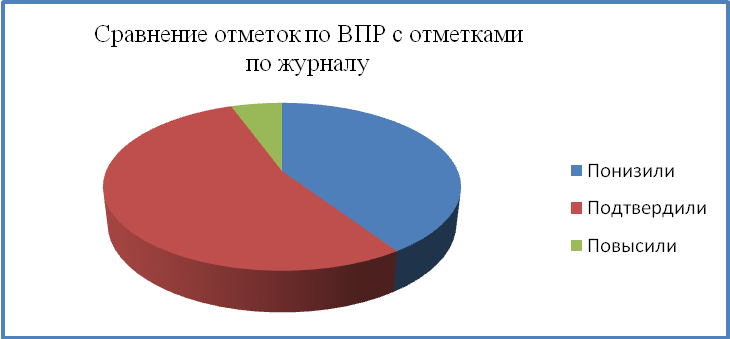 Сравнение отметок по ВПР с отметками
по журналу
Понизили
Подтвердили
Повысили